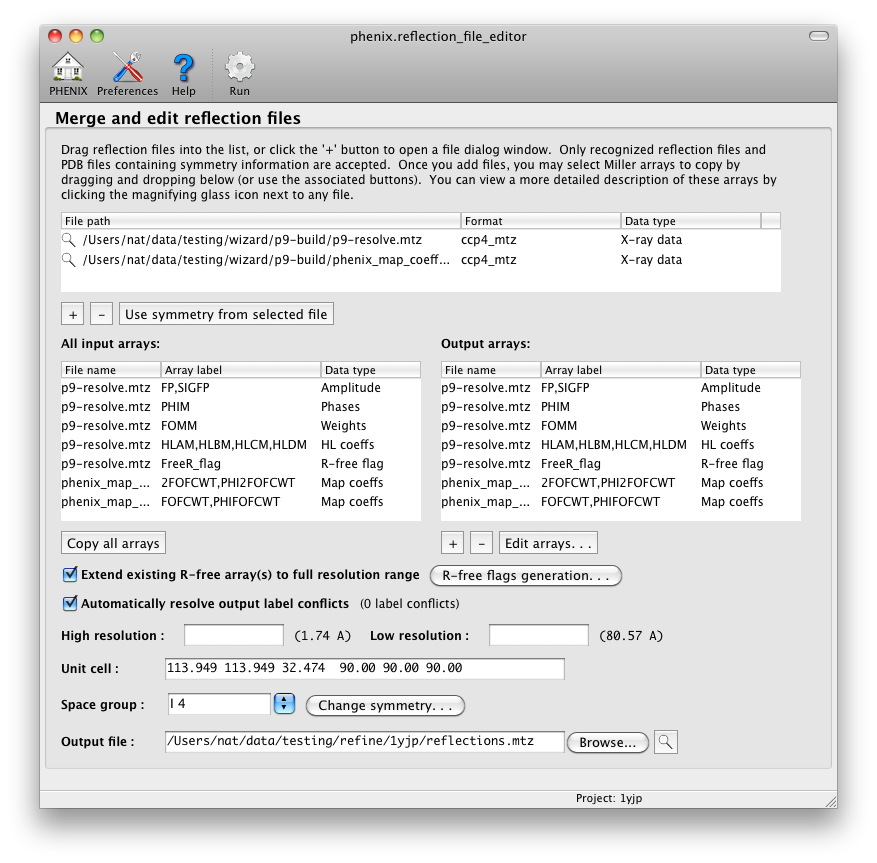 phenix.reflection_file_editor
PHENIX Preferences Help Run
Merge and edit reflection files
Drag reflection files into the list, or click the '+' button to open a file dialog window. Only recognized reflection files and
PDB files containing symmetry information are accepted. Once you add files, you may select Miller arrays to copy by
dragging and dropping below (or use the associated buttons). You can view a more detailed description of these arrays by
clicking the magnifying glass icon next to any file.
File path Format Data type
/Users/nat/data/testing/wizard/p9-build/p9-resolve.mtz ccp4_mtz X-ray data
/Users/nat/data/testing/wizard/p9-build/phenix_map_coeff... ccp4_mtz X-ray data
+ - Use symmetry from selected file
All input arrays: Output arrays:
File name Array label Data type File name Array label Data type
p9-resolve.mtz FP,SIGFP Amplitude p9-resolve.mtz FP,SIGFP Amplitude
p9-resolve.mtz PHIM Phases p9-resolve.mtz PHIM Phases
p9-resolve.mtz FOMM Weights p9-resolve.mtz FOMM Weights
p9-resolve.mtz HLAM,HLBM,HLCM,HLDM HL coeffs p9-resolve.mtz HLAM,HLBM,HLCM,HLDM HL coeffs
p9-resolve.mtz FreeR_flag R-free flag p9-resolve.mtz FreeR_flag R-free flag
phenix_map_... 2FOFCWT,PHI2FOFCWT Map coeffs phenix_map_... 2FOFCWT,PHI2FOFCWT Map coeffs
phenix_map_... FOFCWT,PHIFOFCWT Map coeffs phenix_map_... FOFCWT,PHIFOFCWT Map coeffs
Copy all arrays + - Edit arrays. . .
Extend existing R-free array(s) to full resolution range R-free flags generation. . .
Automatically resolve output label conflicts (0 label conflicts)
High resolution : (1.74 A) Low resolution : (80.57 A)
Unit cell : 113.949 113.949 32.474 90.00 90.00 90.00
Space group : I 4 Change symmetry. . .
Output file : /Users/nat/data/testing/refine/1yjp/reflections.mtz Browse...
Project: 1yjp